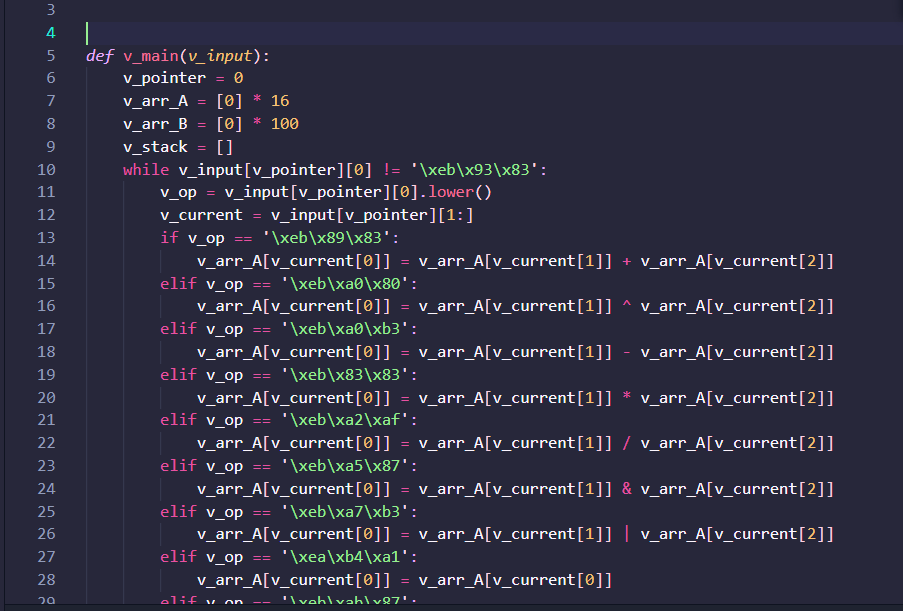 3
4
5 def v_main(v_input):
6 v_pointer = 0
7 v_arr_A = [0] * 16
8 v_arr_B = [0] * 100
9 v_stack = []
10 while v_input[v_pointer][0] != '\xeb\x93\x83':
11 v_op = v_input[v_pointer][0].lower()
12 v_current = v_input[v_pointer][1:]
13 if v_op == '\xeb\x89\x83':
14 v_arr_A[v_current[0]] = v_arr_A[v_current[1]] + v_arr_A[v_current[2]]
15 elif v_op == '\xeb\xa0\x80':
16 v_arr_A[v_current[0]] = v_arr_A[v_current[1]] ^ v_arr_A[v_current[2]]
17 elif v_op == '\xeb\xa0\xb3':
18 v_arr_A[v_current[0]] = v_arr_A[v_current[1]] - v_arr_A[v_current[2]]
19 elif v_op == '\xeb\x83\x83':
20 v_arr_A[v_current[0]] = v_arr_A[v_current[1]] * v_arr_A[v_current[2]]
21 elif v_op == '\xeb\xa2\xaf':
22 v_arr_A[v_current[0]] = v_arr_A[v_current[1]] / v_arr_A[v_current[2]]
23 elif v_op == '\xeb\xa5\x87':
24 v_arr_A[v_current[0]] = v_arr_A[v_current[1]] & v_arr_A[v_current[2]]
25 elif v_op == '\xeb\xa7\xb3':
26 v_arr_A[v_current[0]] = v_arr_A[v_current[1]] | v_arr_A[v_current[2]]
27 elif v_op == '\xea\xb4\xa1':
28 v_arr_A[v_current[0]] = v_arr_A[v_current[0]]
29 elif v_op == '\xeb\xab\x87':